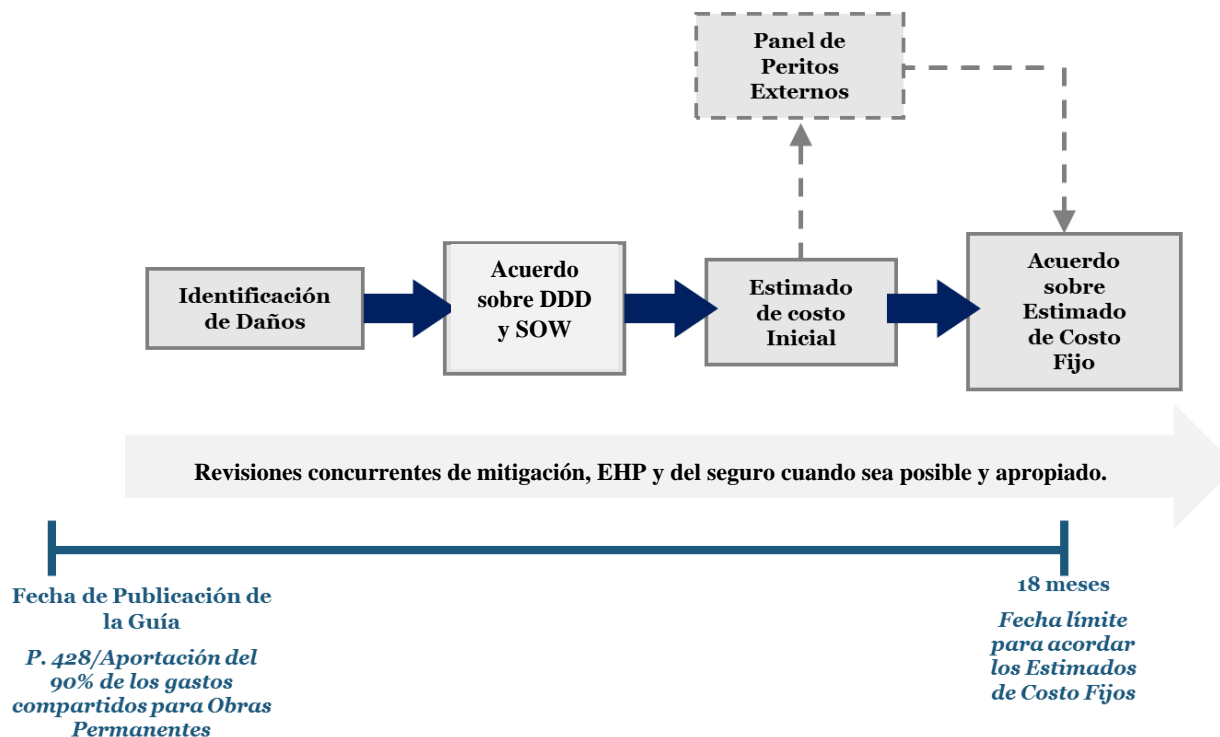 Panel de
Peritos
Externos
Identificación
de Daños
Acuerdo
sobre DDD
y SOW
Estimado
de costo
Inicial
Acuerdo
sobre
Estimado
de Costo
Fijo
Revisiones concurrentes de mitigación, EHP y del seguro cuando sea posible y apropiado.
Fecha de Publicación de
la Guía
P. 428/Aportación del
90% de los gastos
compartidos para Obras
Permanentes
18 meses
Fecha límite
para acordar
los Estimados
de Costo Fijos